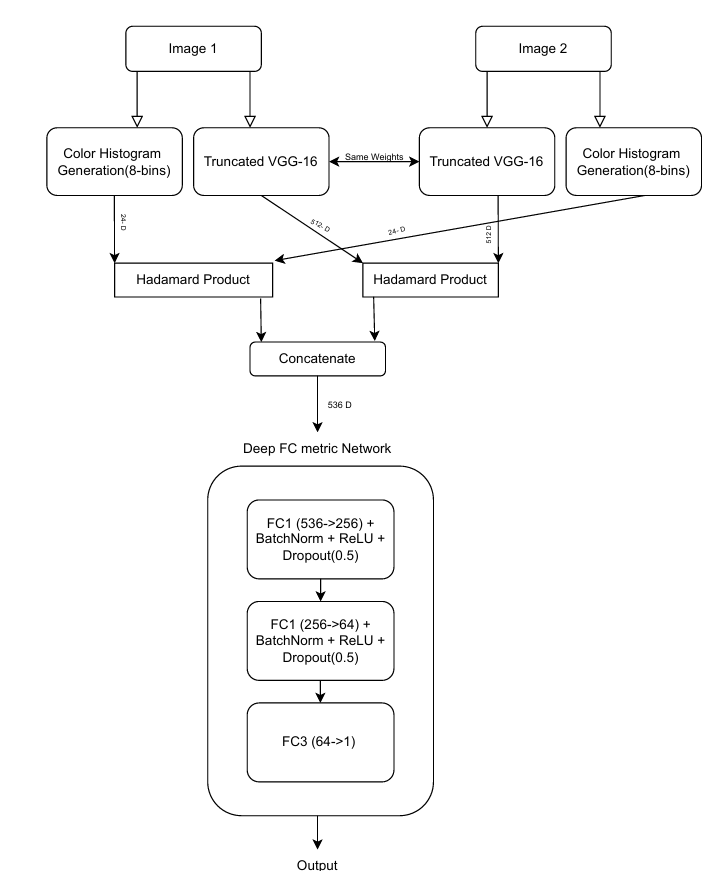 Image 1
Image 2
Color Histogram
Generation(8-bins)
Truncated VGG-16
Same Weights
Truncated VGG-16
Color Histogram
Generation(8-bins)
24- D
512- D
24- D
512 D
Hadamard Product
Hadamard Product
Concatenate
536 D
Deep FC metric Network
FC1 (536->256) +
BatchNorm + ReLU +
Dropout(0.5)
FC1 (256->64) +
BatchNorm + ReLU +
Dropout(0.5)
FC3 (64->1)
Output